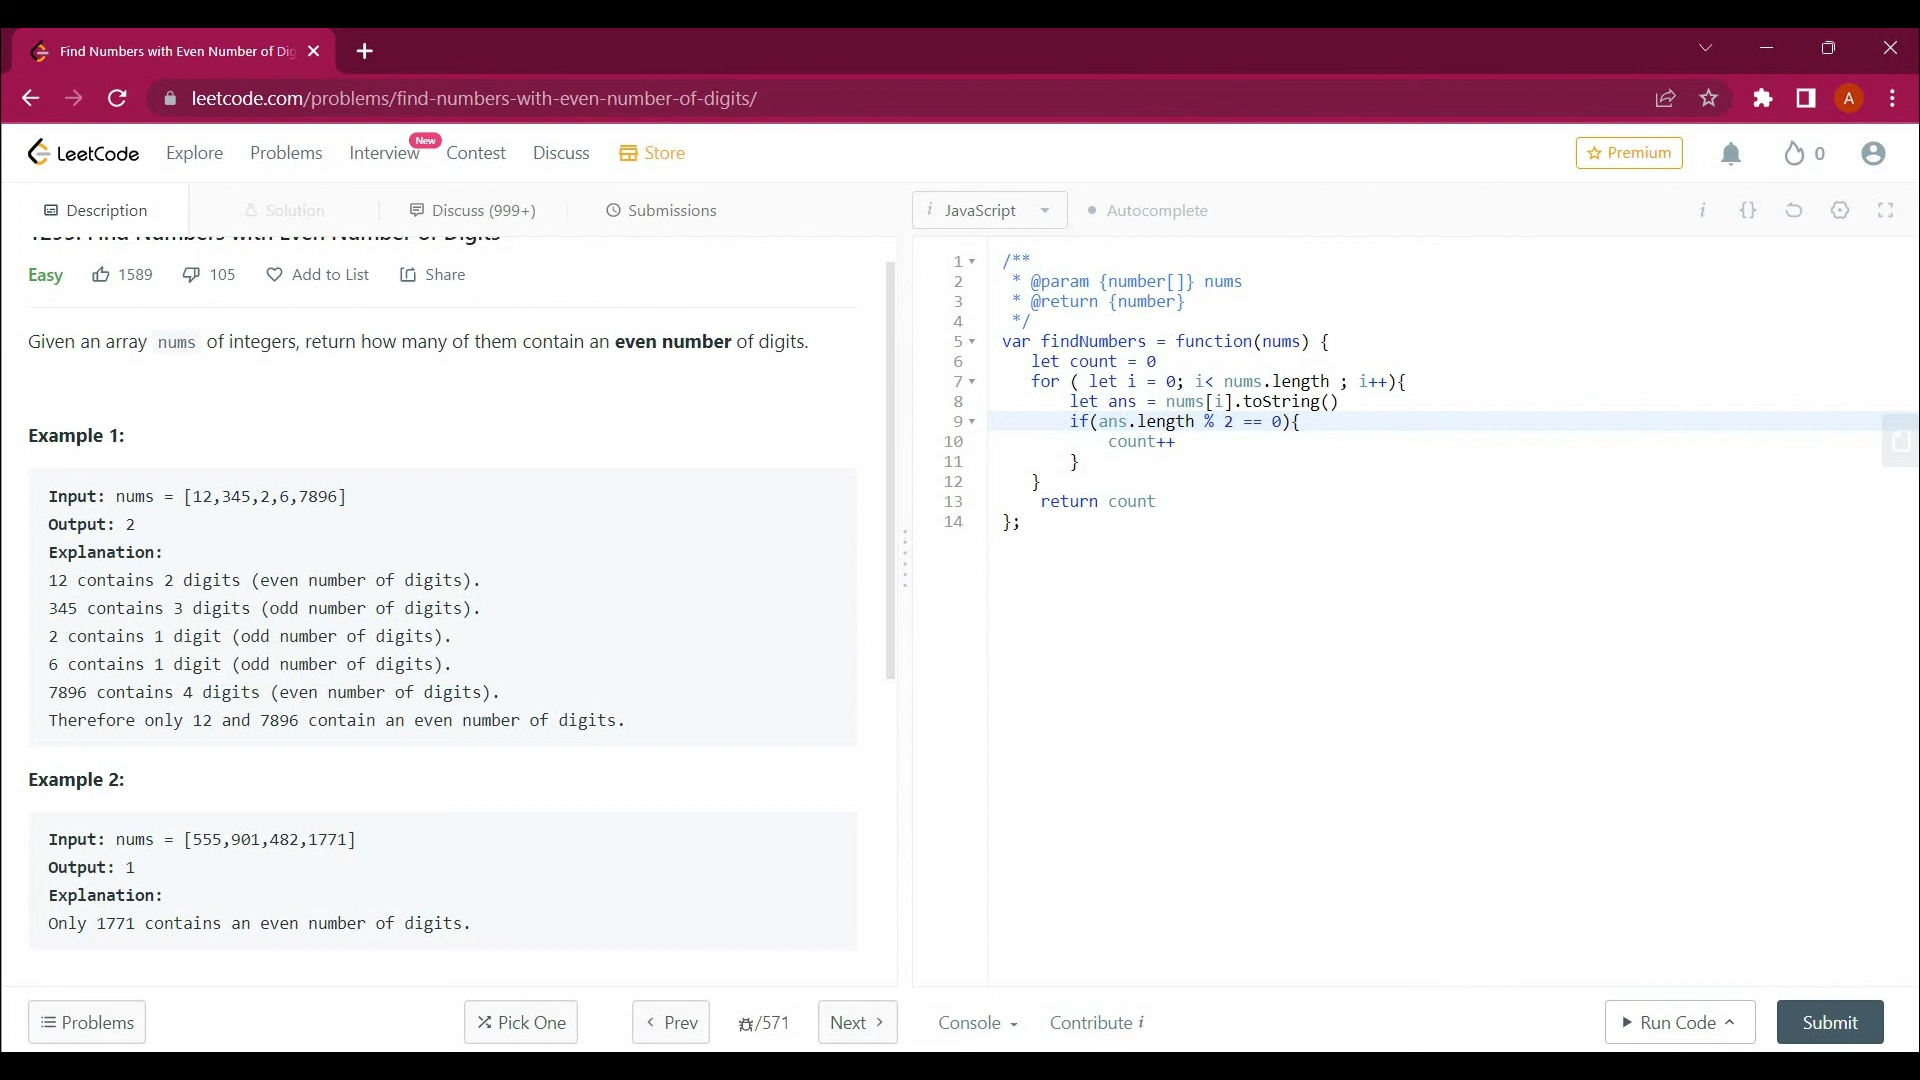 Find Numbers with Even Number of Dig
leetcode.com/problems/find-numbers-with-even-number-of-digits/
A
LeetCode
Explore
Problems
Interview
New
Contest
Discuss
Store
Premium
0
Description
Solution
Discuss (999+)
Submissions
i JavaScript
Autocomplete
i {}
1295. Find Numbers with Even Number of Digits
Easy
1589
105
Add to List
Share
Given an array nums of integers, return how many of them contain an even number of digits.
Example 1:
Input: nums = [12,345,2,6,7896]
Output: 2
Explanation:
12 contains 2 digits (even number of digits).
345 contains 3 digits (odd number of digits).
2 contains 1 digit (odd number of digits).
6 contains 1 digit (odd number of digits).
7896 contains 4 digits (even number of digits).
Therefore only 12 and 7896 contain an even number of digits.
Example 2:
Input: nums = [555,901,482,1771]
Output: 1
Explanation:
Only 1771 contains an even number of digits.
1 /**
2 * @param {number[]} nums
3 * @return {number}
4 */
5 var findNumbers = function(nums) {
6 let count = 0
7 for ( let i = 0; i< nums.length ; i++){
8 let ans = nums[i].toString()
9 if(ans.length % 2 == 0){
10 count++
11 }
12 }
13 return count
14 };
Problems
Pick One
< Prev
/571
Next >
Console
Contribute i
Run Code
Submit